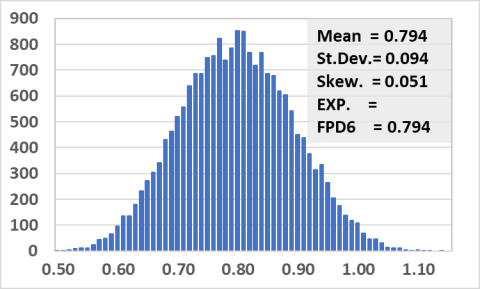 900
800
700
600
500
400
300
200
100
0
0.50 0.60 0.70 0.80 0.90 1.00 1.10
Mean = 0.794
St.Dev.= 0.094
Skew. = 0.051
EXP. =
FPD6 = 0.794